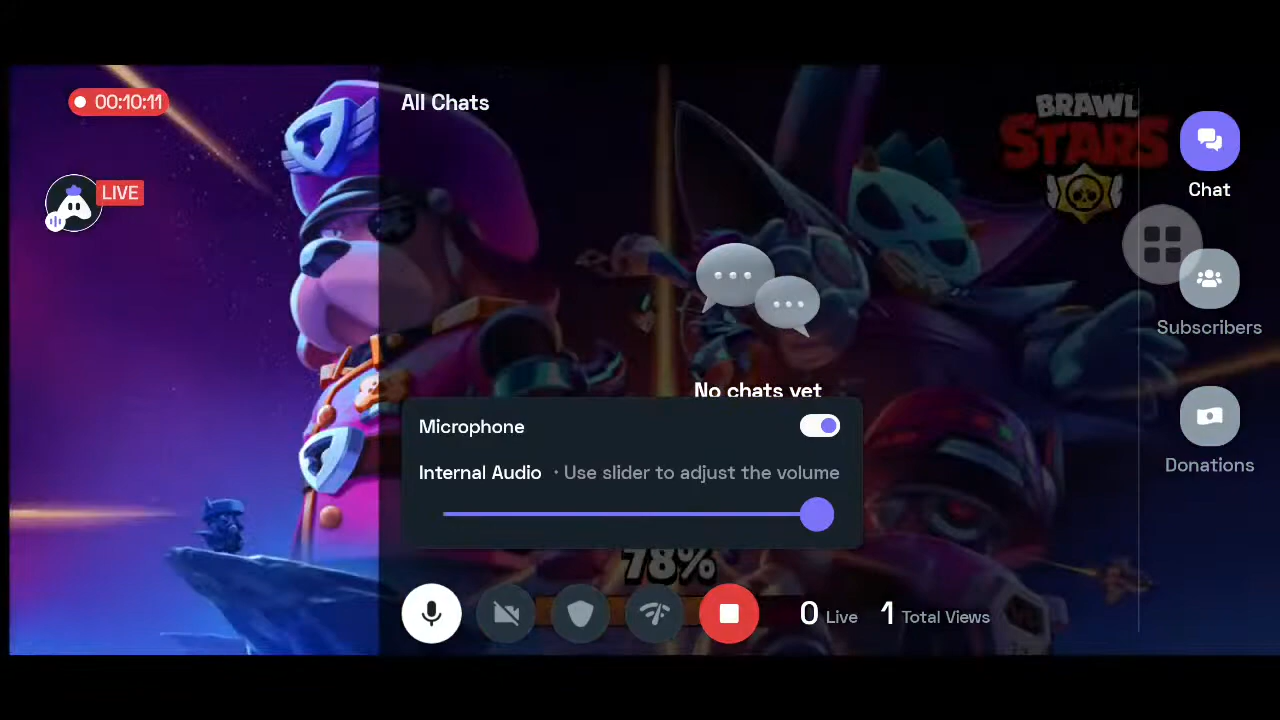 00:10:11
All Chats
BRAWL
STARS
LIVE
Chat
Subscribers
No chats yet
Microphone
Internal Audio · Use slider to adjust the volume
Donations
78%
0 Live 1 Total Views